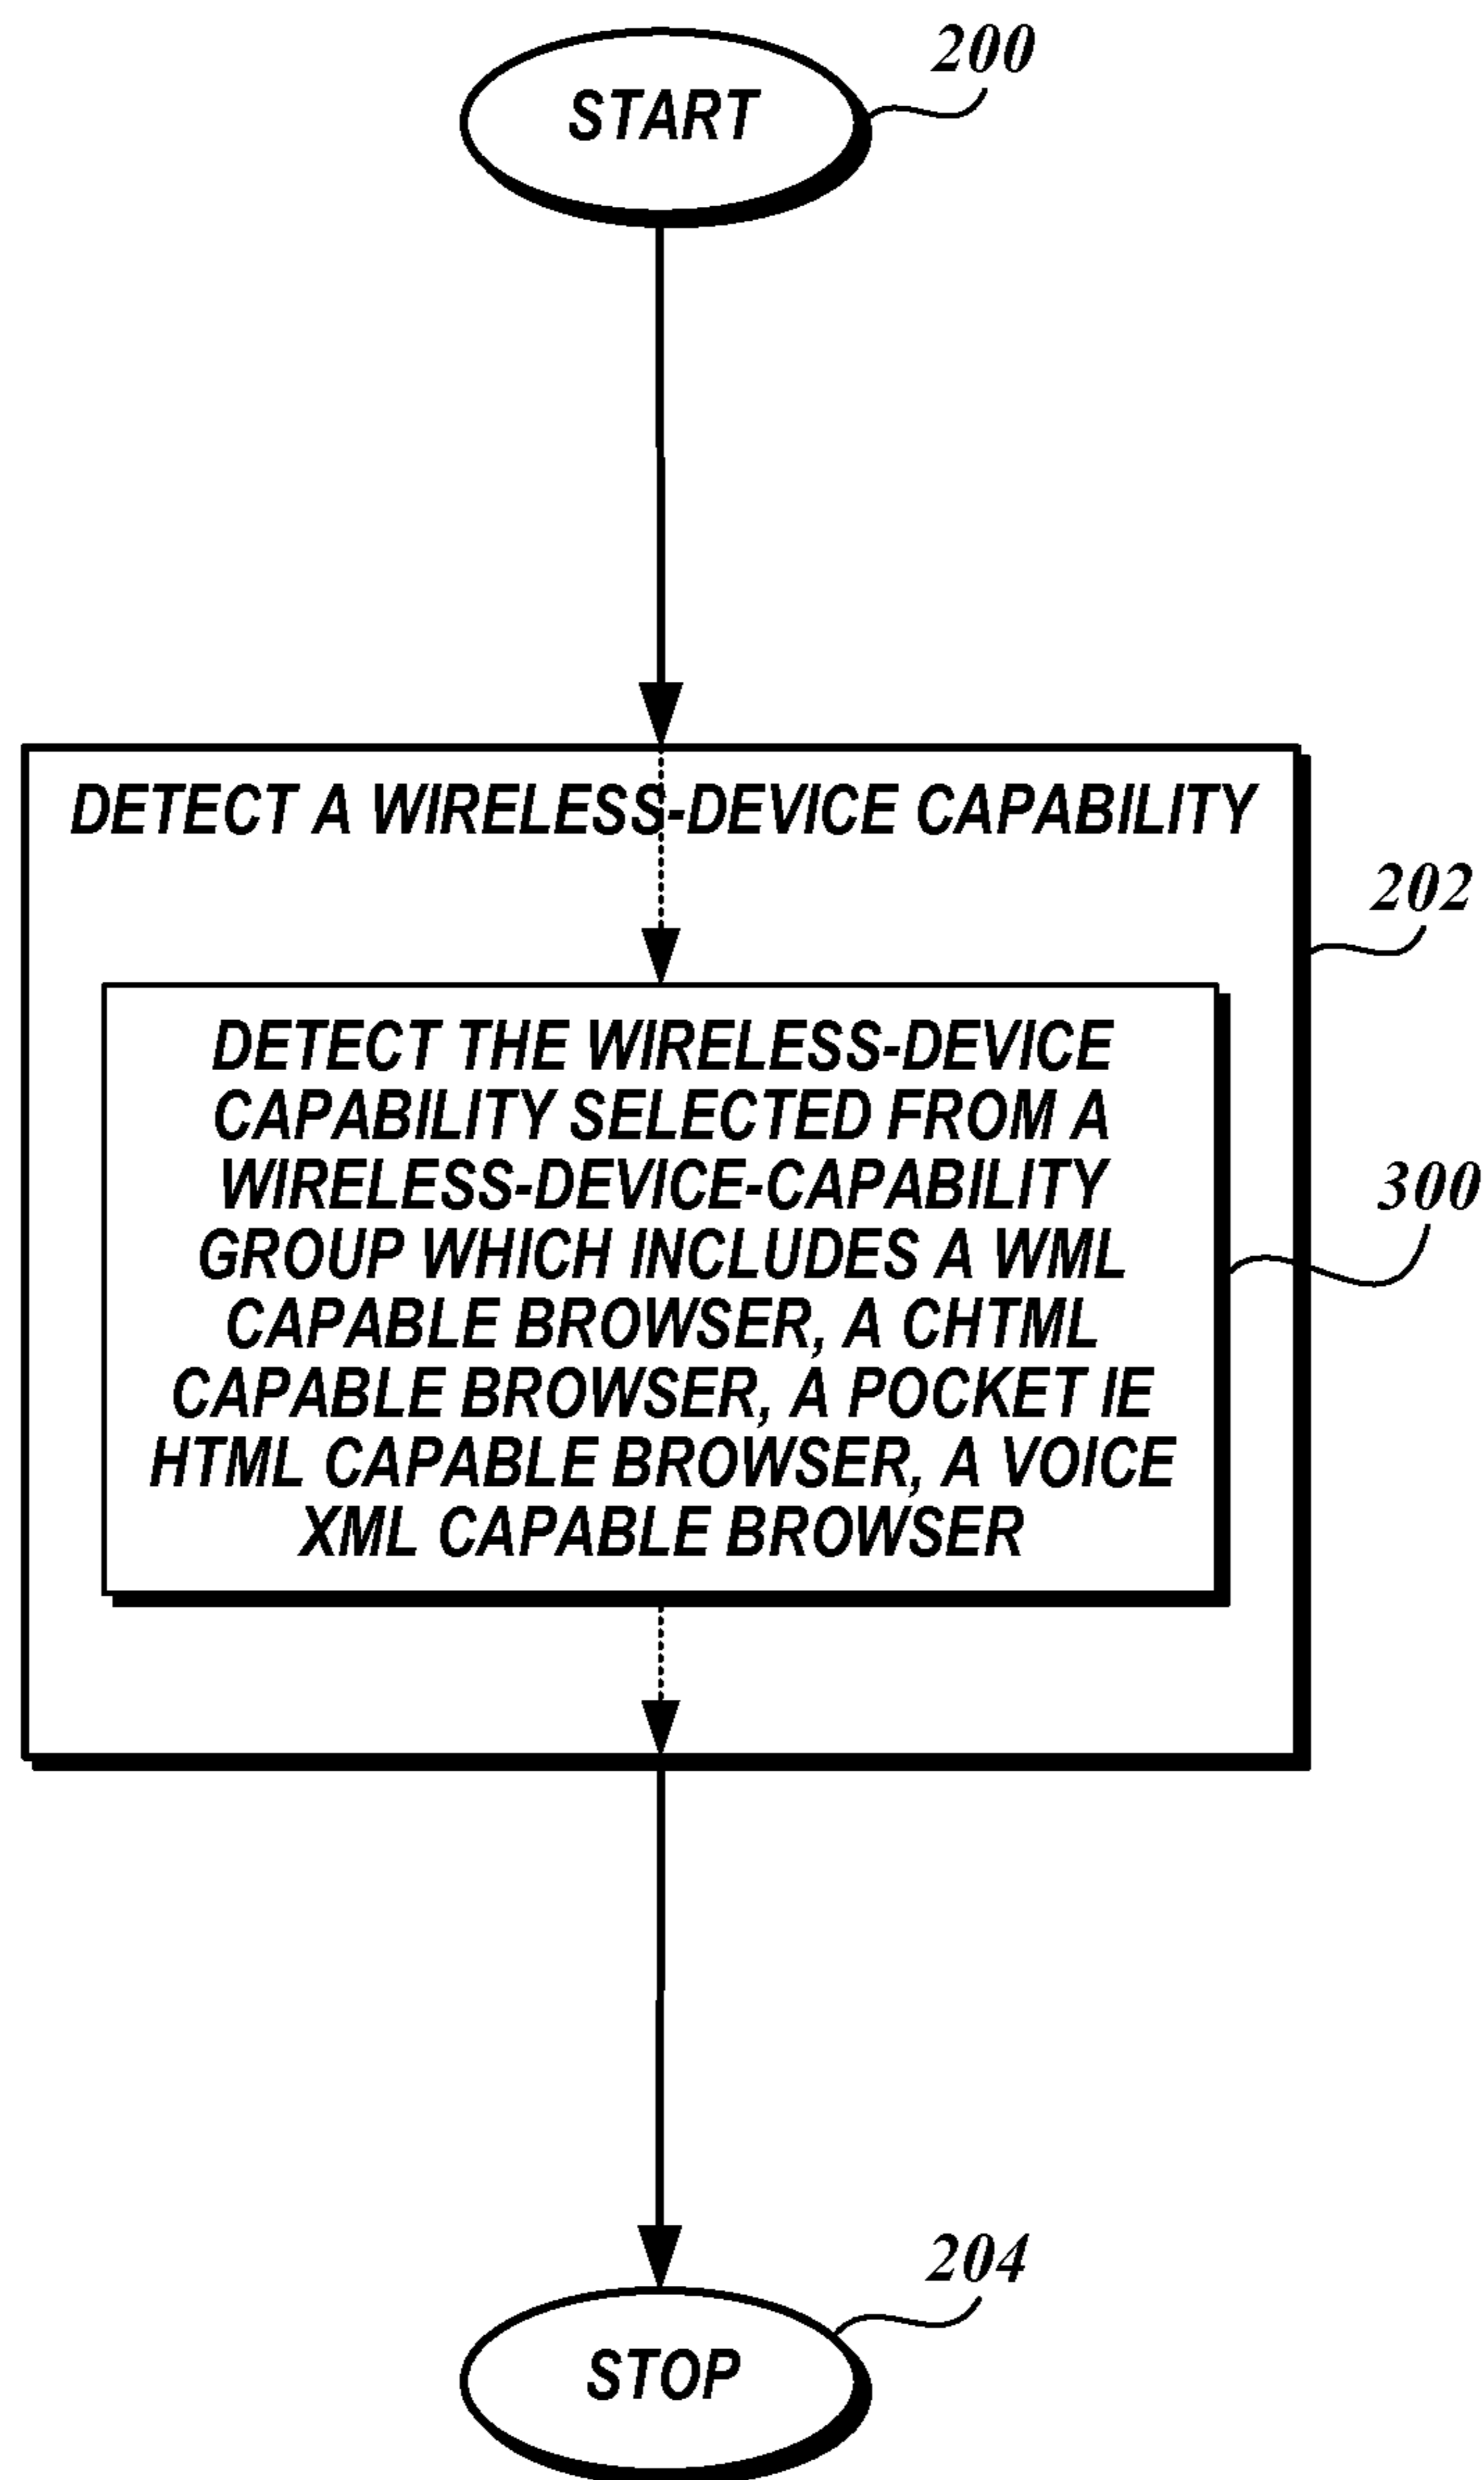 START
200
DETECT A WIRELESS-DEVICE CAPABILITY
202
DETECT THE WIRELESS-DEVICE
CAPABILITY SELECTED FROM A
WIRELESS-DEVICE-CAPABILITY
GROUP WHICH INCLUDES A WML
CAPABLE BROWSER, A CHTML
CAPABLE BROWSER, A POCKET IE
HTML CAPABLE BROWSER, A VOICE
XML CAPABLE BROWSER
300
204
STOP